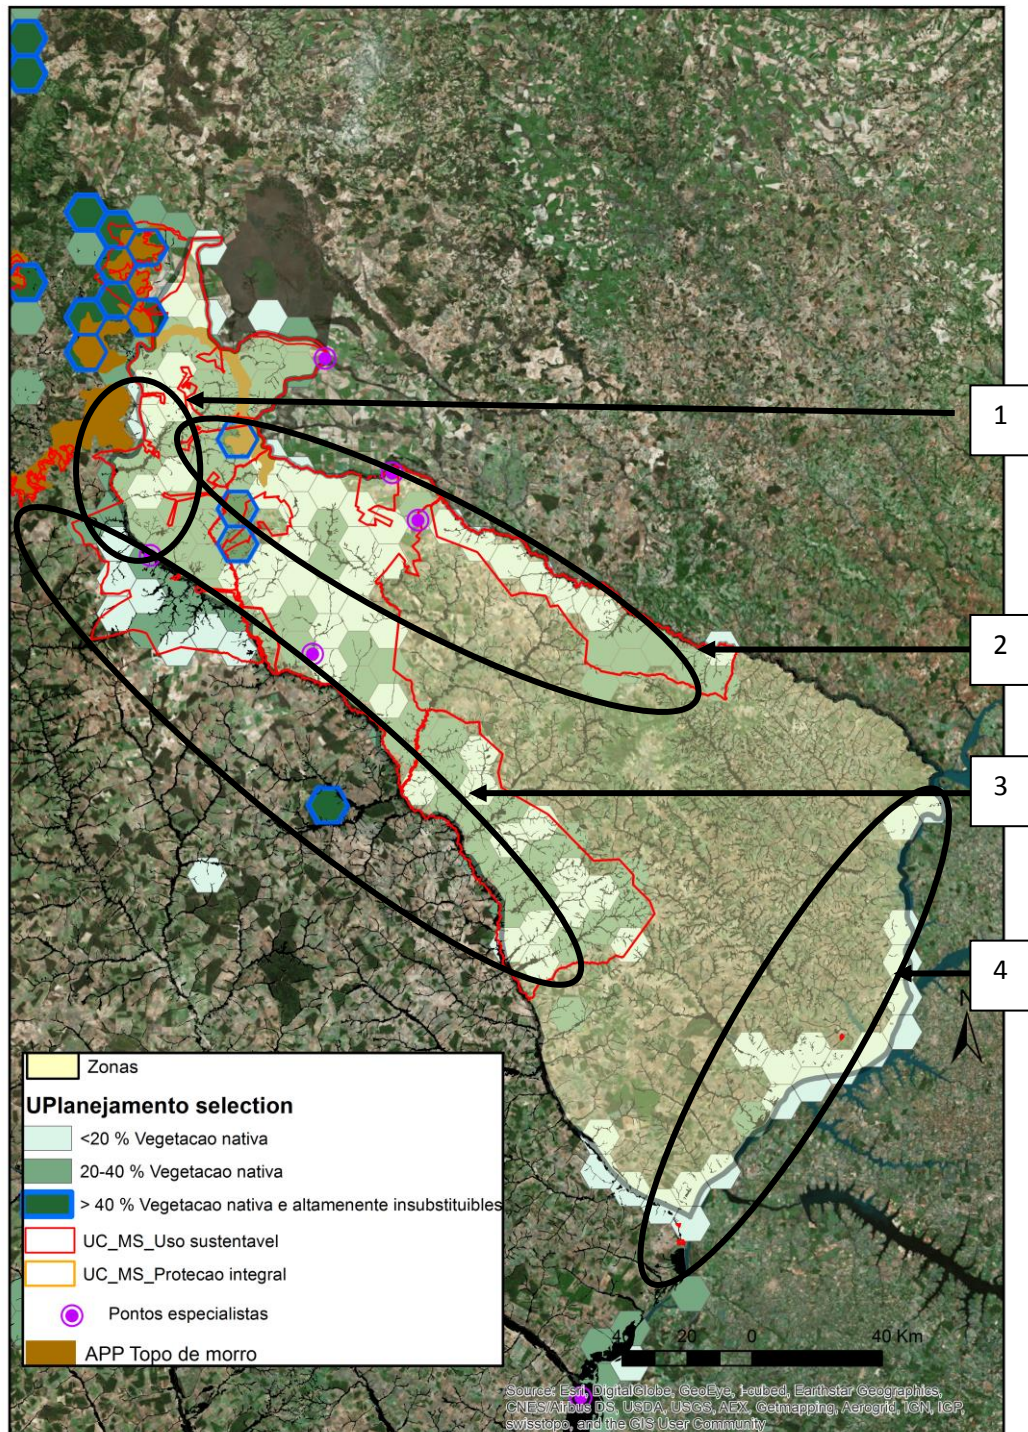 1
2
3
4
N
Zonas
UPlanejamento selection
<20 % Vegetacao nativa
20-40 % Vegetacao nativa
> 40 % Vegetacao nativa e altamenente insubstituibles
UC_MS_Uso sustentavel
UC_MS_Protecao integral
Pontos especialistas
APP Topo de morro
20 0 40 Km
Source: Esri, DigitalGlobe, GeoEye, i-cubed, Earthstar Geographics,
CNES/Airbus DS, USDA, USGS, AEX, Getmapping, Aerogrid, IGN, IGP,
swisstopo, and the GIS User Community